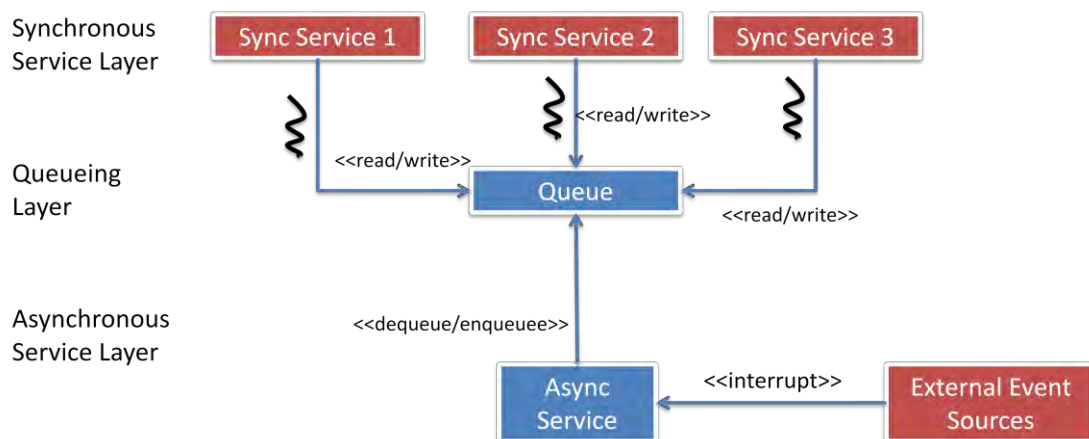 Synchronous
Service Layer
Sync Service 1
Sync Service 2
Sync Service 3
<<read/write>>
<<read/write>>
Queueing
Layer
Queue
<<read/write>>
Asynchronous
Service Layer
<<dequeue/enqueuee>>
Async
Service
<<interrupt>>
External Event
Sources